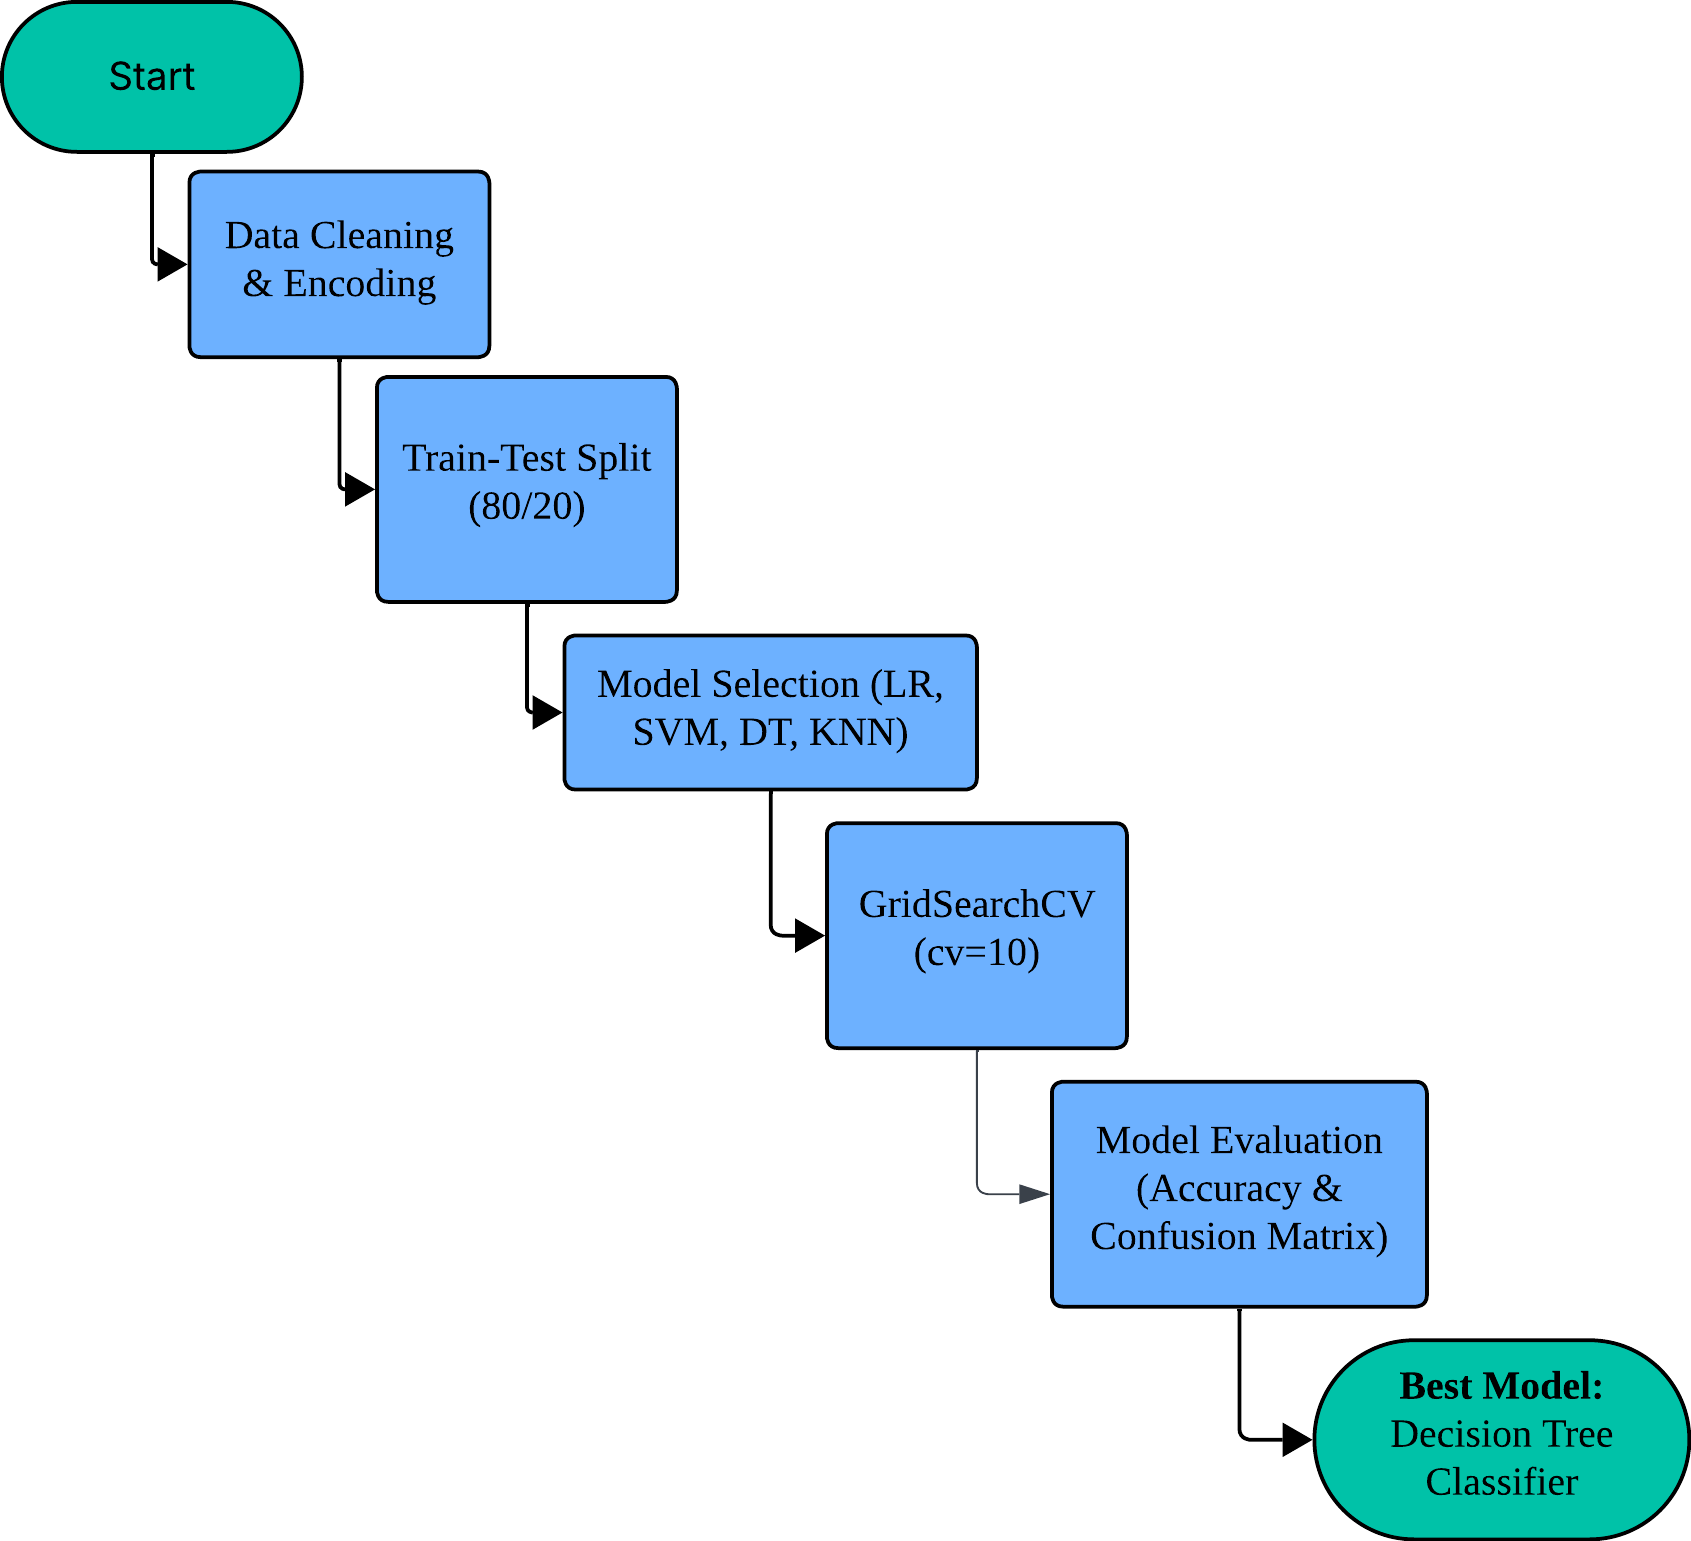 Start
Data Cleaning
& Encoding
Train-Test Split
(80/20)
Model Selection (LR,
SVM, DT, KNN)
GridSearchCV
(cv=10)
Model Evaluation
(Accuracy &
Confusion Matrix)
Best Model:
Decision Tree
Classifier